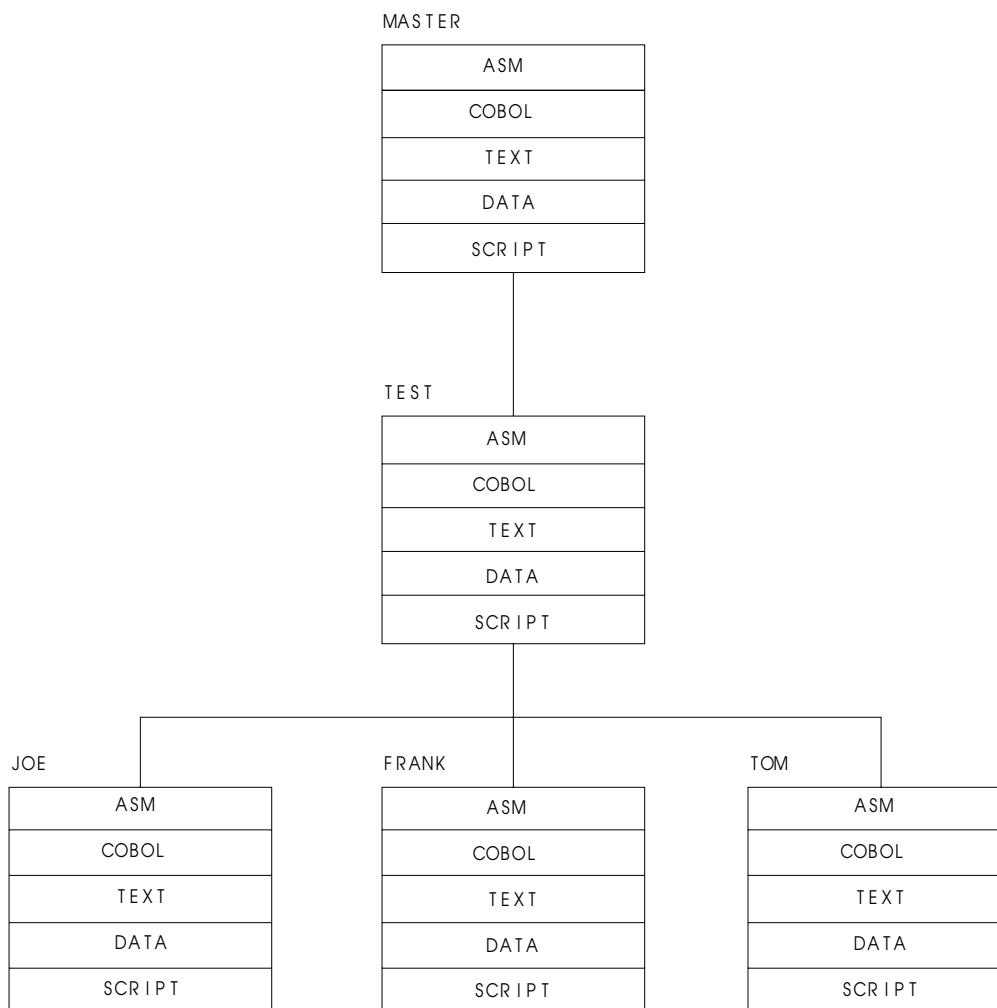 MASTER
ASM
COBOL
TEXT
DATA
SCRIPT
TEST
ASM
COBOL
TEXT
DATA
SCRIPT
JOE
ASM
COBOL
TEXT
DATA
SCRIPT
FRANK
ASM
COBOL
TEXT
DATA
SCRIPT
TOM
ASM
COBOL
TEXT
DATA
SCRIPT